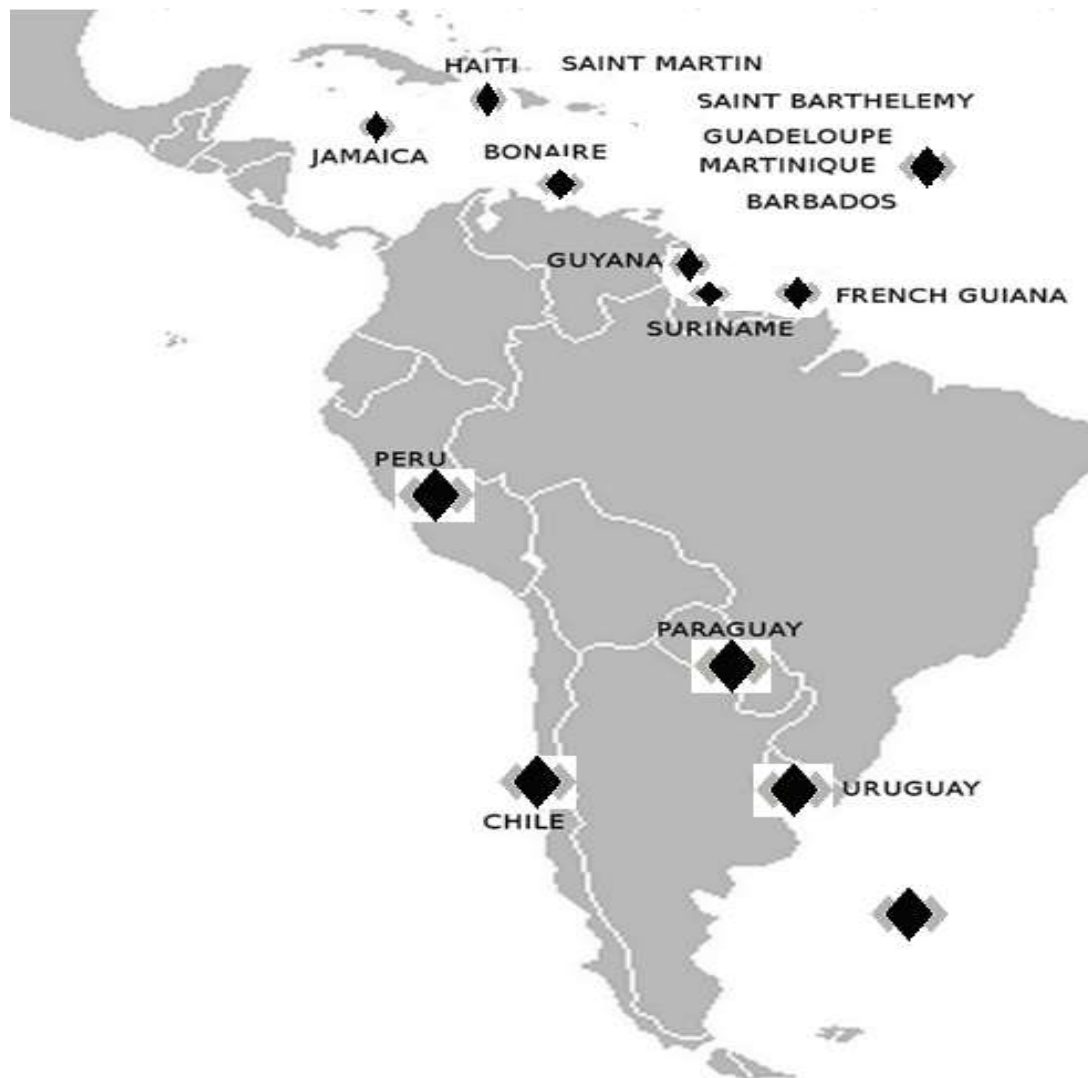 HAITI
SAINT MARTIN
SAINT BARTHELEMY
GUADELOUPE
JAMAICA
BONAIRE
MARTINIQUE
BARBADOS
GUYANA
FRENCH GUIANA
SURINAME
PERU
PARAGUAY
URUGUAY
CHILE